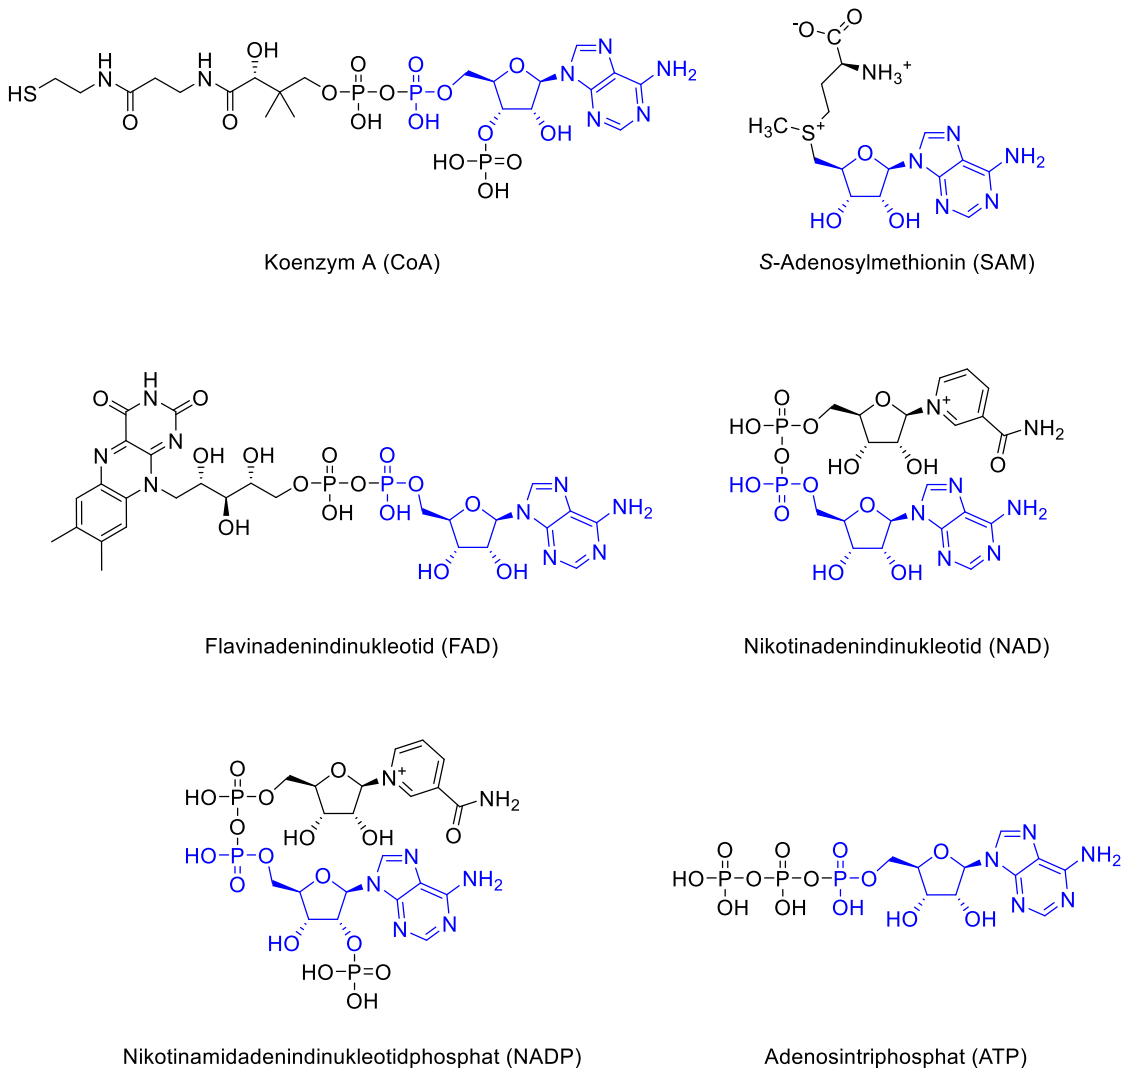 OH
H
N
H
N
O
O
O
N
NH2
HS
O
P
O
P
O
N
N
N
O
O
OH
OH
O
OH
HO-P=O
OH
Koenzym A (CoA)
-O
C
O
NH3+
H3C
S+
O
N
N
NH2
N
N
HO
OH
S-Adenosylmethionin (SAM)
H
O
N
O
N
N
N
OH
OH
OH
O
O
O
P
O
P
O
OH
OH
O
N
N
NH2
N
N
HO
OH
Flavinadenindinukleotid (FAD)
O
HO
P
O
O
N+
NH2
O
O
HO
OH
HO
P
O
O
O
N
N
NH2
N
N
HO
OH
Nikotinadenindinukleotid (NAD)
O
HO
P
O
O
N+
NH2
O
O
HO
OH
HO
P
O
O
O
N
N
NH2
N
N
HO
O
HO-P=O
OH
Nikotinamidadenindinukleotidphosphat (NADP)
O
O
O
HO
P
O
P
O
P
O
OH
OH
OH
O
N
N
NH2
N
N
HO
OH
Adenosintriphosphat (ATP)